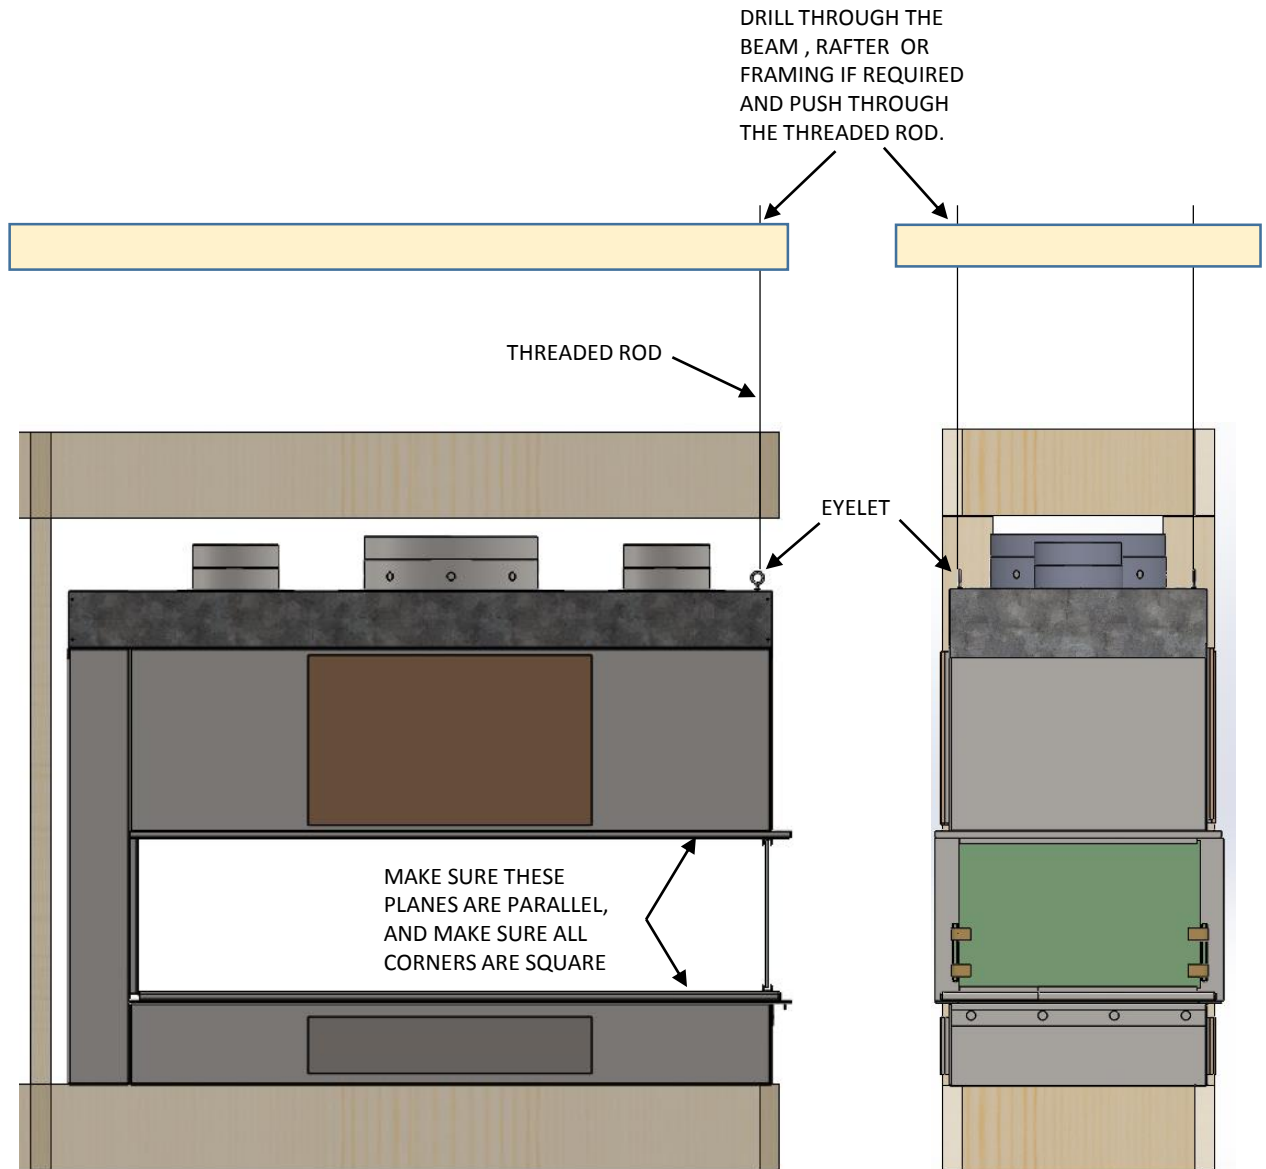 DRILL THROUGH THE
BEAM , RAFTER  OR
FRAMING IF REQUIRED
AND PUSH THROUGH
THE THREADED ROD.
THREADED ROD
EYELET
MAKE SURE THESE
PLANES ARE PARALLEL,
AND MAKE SURE ALL
CORNERS ARE SQUARE